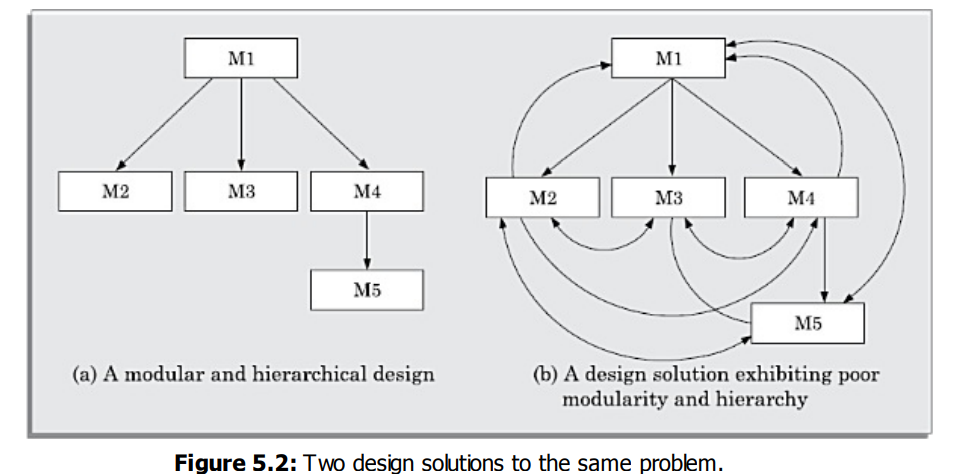 M1
M2
M3
M4
M5
(a) A modular and hierarchical design
M1
M2
M3
M4
M5
(b) A design solution exhibiting poor
modularity and hierarchy
Figure 5.2: Two design solutions to the same problem.